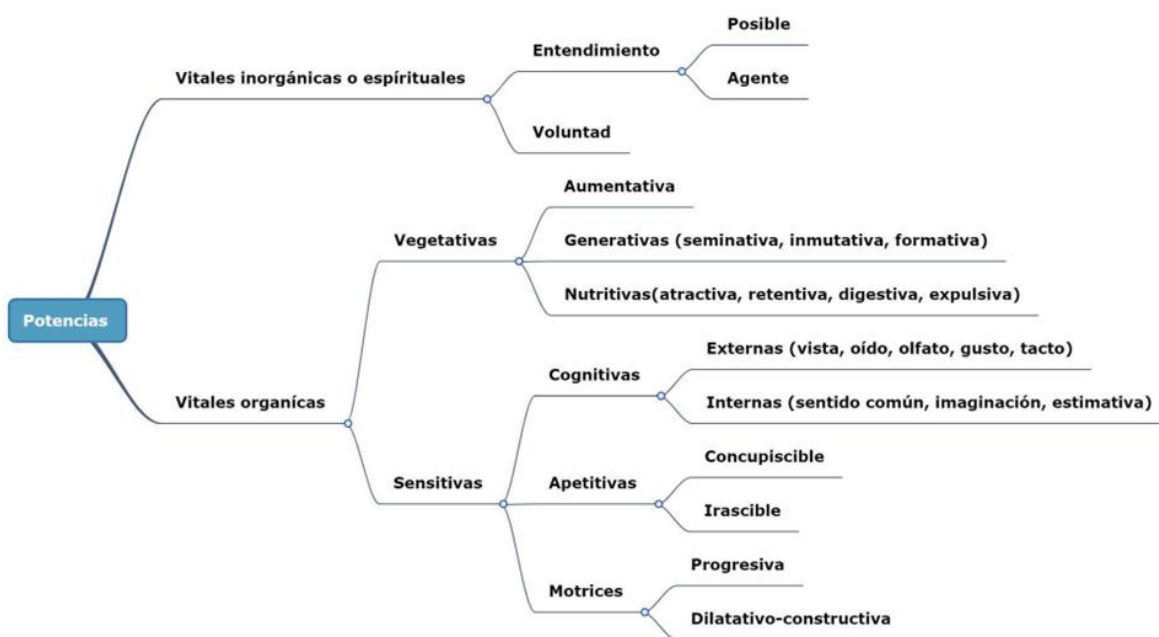 Potencias
Vitales inorgánicas o espírituales
Entendimiento
Posible
Agente
Voluntad
Vitales organícas
Vegetativas
Aumentativa
Generativas (seminativa, inmutativa, formativa)
Nutritivas(atractiva, retentiva, digestiva, expulsiva)
Sensitivas
Cognitivas
Externas (vista, oído, olfato, gusto, tacto)
Internas (sentido común, imaginación, estimativa)
Apetitivas
Concupiscible
Irascible
Motrices
Progresiva
Dilatativo-constructiva